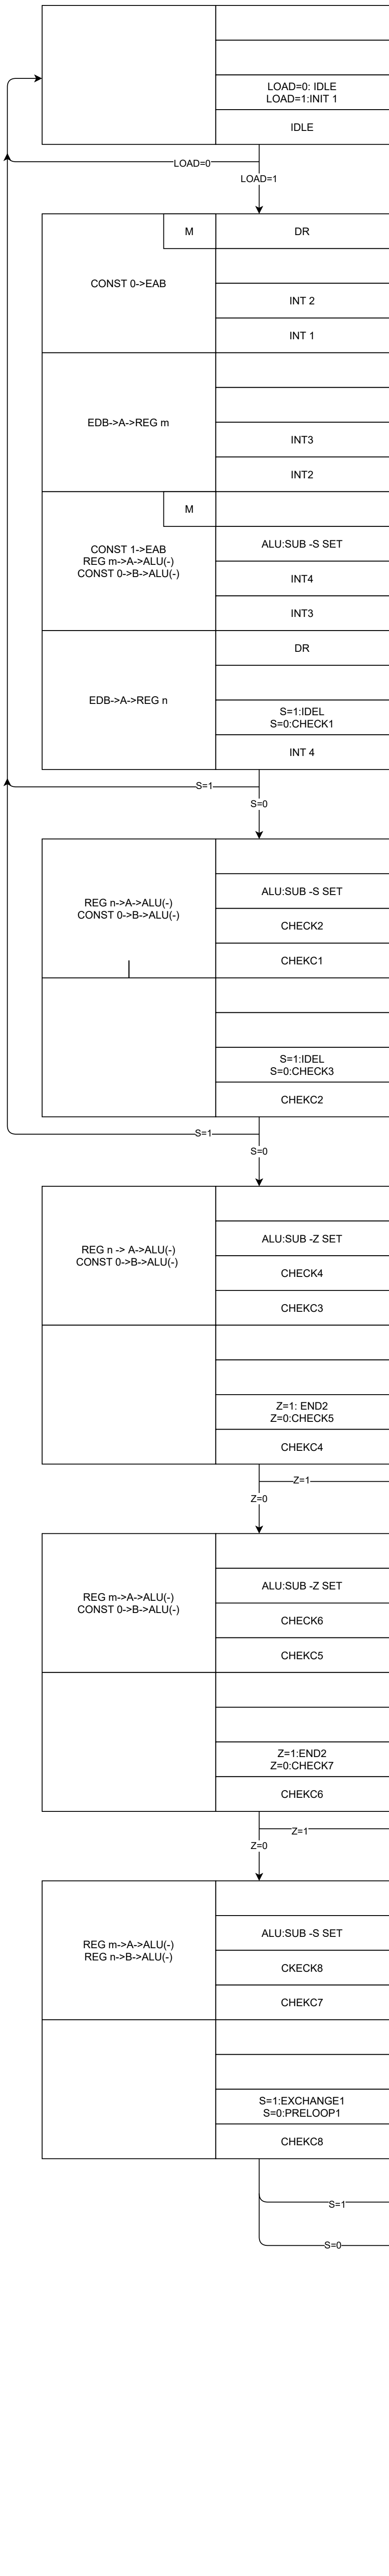 LOAD=0: IDLE
LOAD=1:INIT 1
IDLE
LOAD=0
LOAD=1
M
DR
CONST 0->EAB
INT 2
INT 1
EDB->A->REG m
INT3
INT2
M
CONST 1->EAB
REG m->A->ALU(-)
CONST 0->B->ALU(-)
ALU:SUB -S SET
INT4
INT3
DR
EDB->A->REG n
S=1:IDEL
S=0:CHECK1
INT 4
S=1
S=0
REG n->A->ALU(-)
CONST 0->B->ALU(-)
ALU:SUB -S SET
CHECK2
CHEKC1
S=1:IDEL
S=0:CHECK3
CHEKC2
S=1
S=0
REG n -> A->ALU(-)
CONST 0->B->ALU(-)
ALU:SUB -Z SET
CHECK4
CHEKC3
Z=1: END2
Z=0:CHECK5
CHEKC4
Z=1
Z=0
REG m->A->ALU(-)
CONST 0->B->ALU(-)
ALU:SUB -Z SET
CHECK6
CHEKC5
Z=1:END2
Z=0:CHECK7
CHEKC6
Z=1
Z=0
REG m->A->ALU(-)
REG n->B->ALU(-)
ALU:SUB -S SET
CKECK8
CHEKC7
S=1:EXCHANGE1
S=0:PRELOOP1
CHEKC8
S=1
S=0